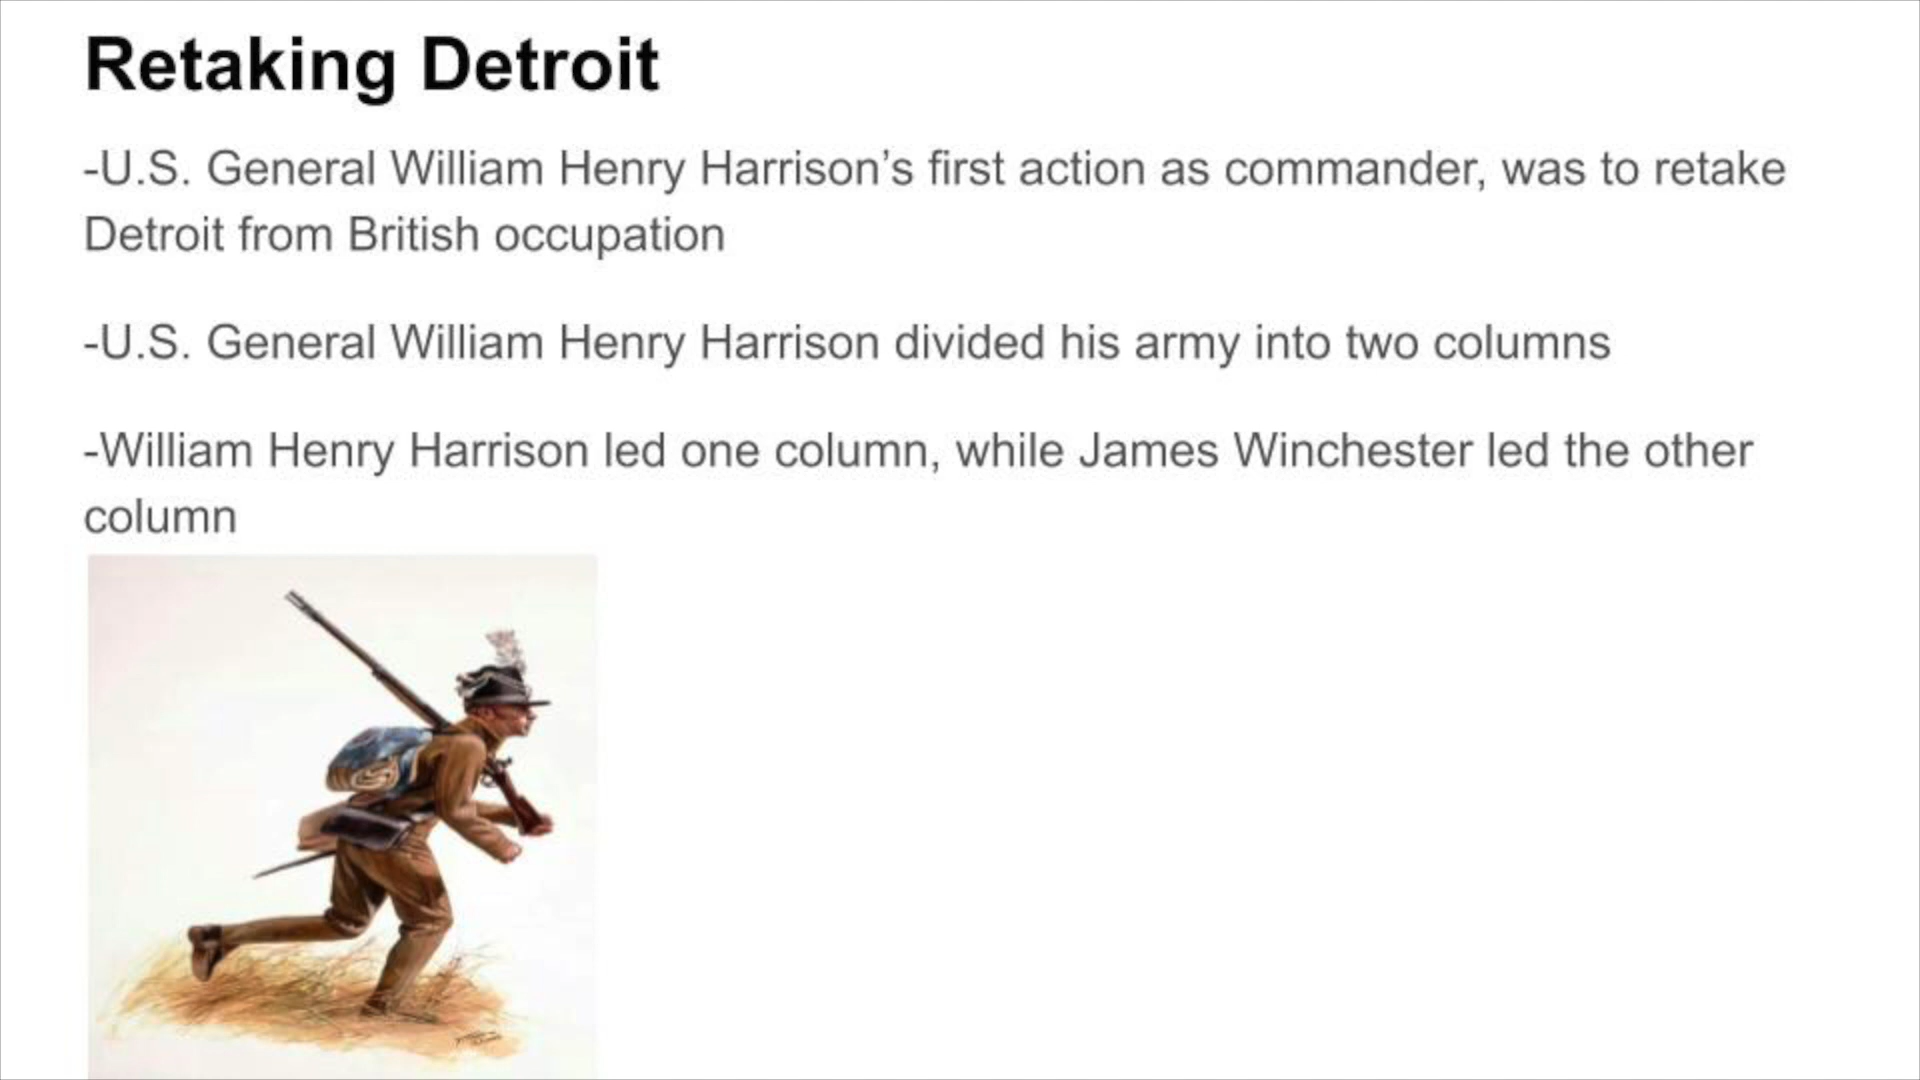 Retaking Detroit
-U.S. General William Henry Harrison’s first action as commander, was to retake
Detroit from British occupation
-U.S. General William Henry Harrison divided his army into two columns
-William Henry Harrison led one column, while James Winchester led the other
column